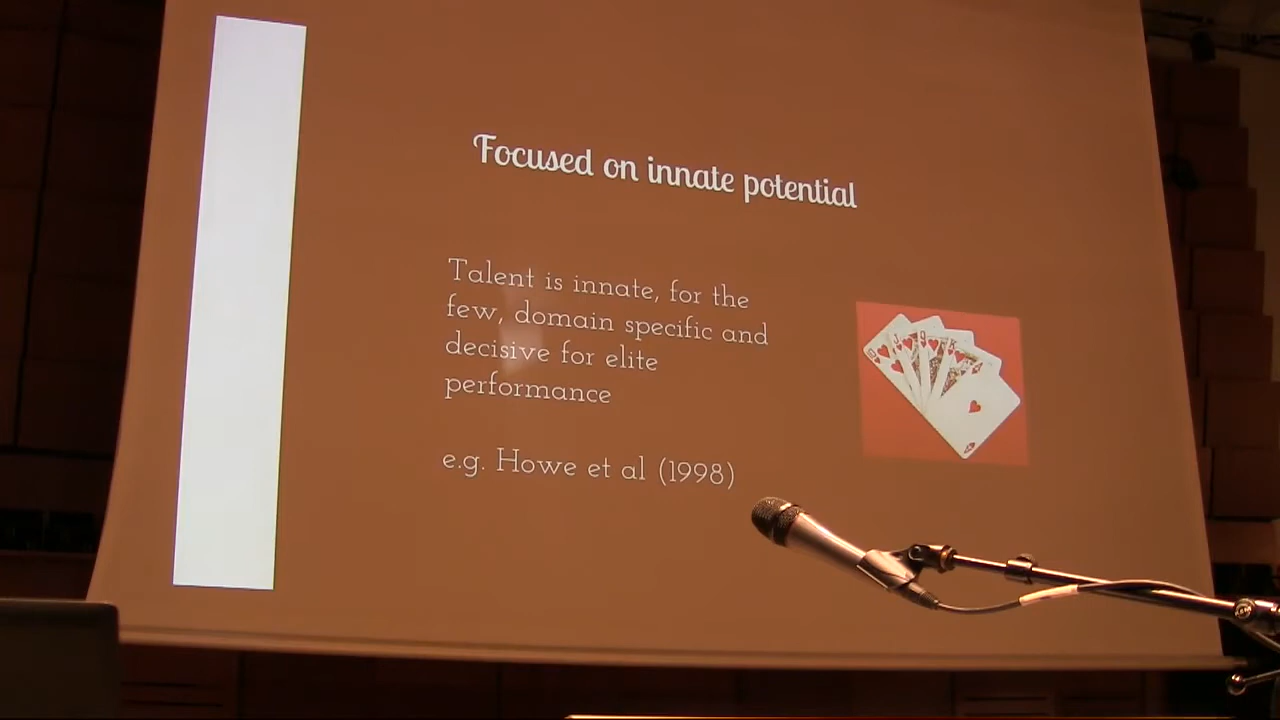 Focused on innate potential
Talent is innate, for the
few, domain specific and
decisive for elite
performance
e.g. Howe et al (1998)